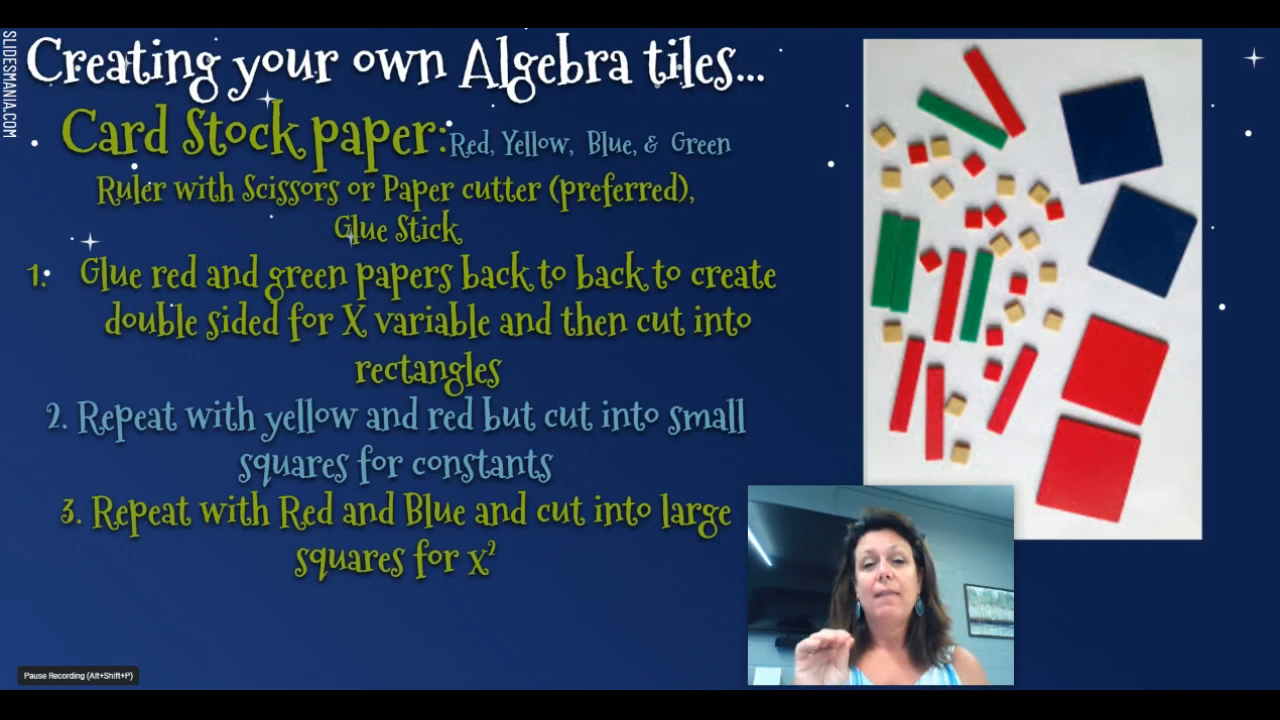 SLIDESMANIA.COM
Creating your own Algebra tiles...
Card Stock paper: Red, Yellow, Blue, & Green
Ruler with Scissors or Paper cutter (preferred),
Glue Stick
1. Glue red and green papers back to back to create
double sided for X variable and then cut into
rectangles
2. Repeat with yellow and red but cut into small
squares for constants
3. Repeat with Red and Blue and cut into large
squares for x²
Pause Recording (Alt+Shift+P)